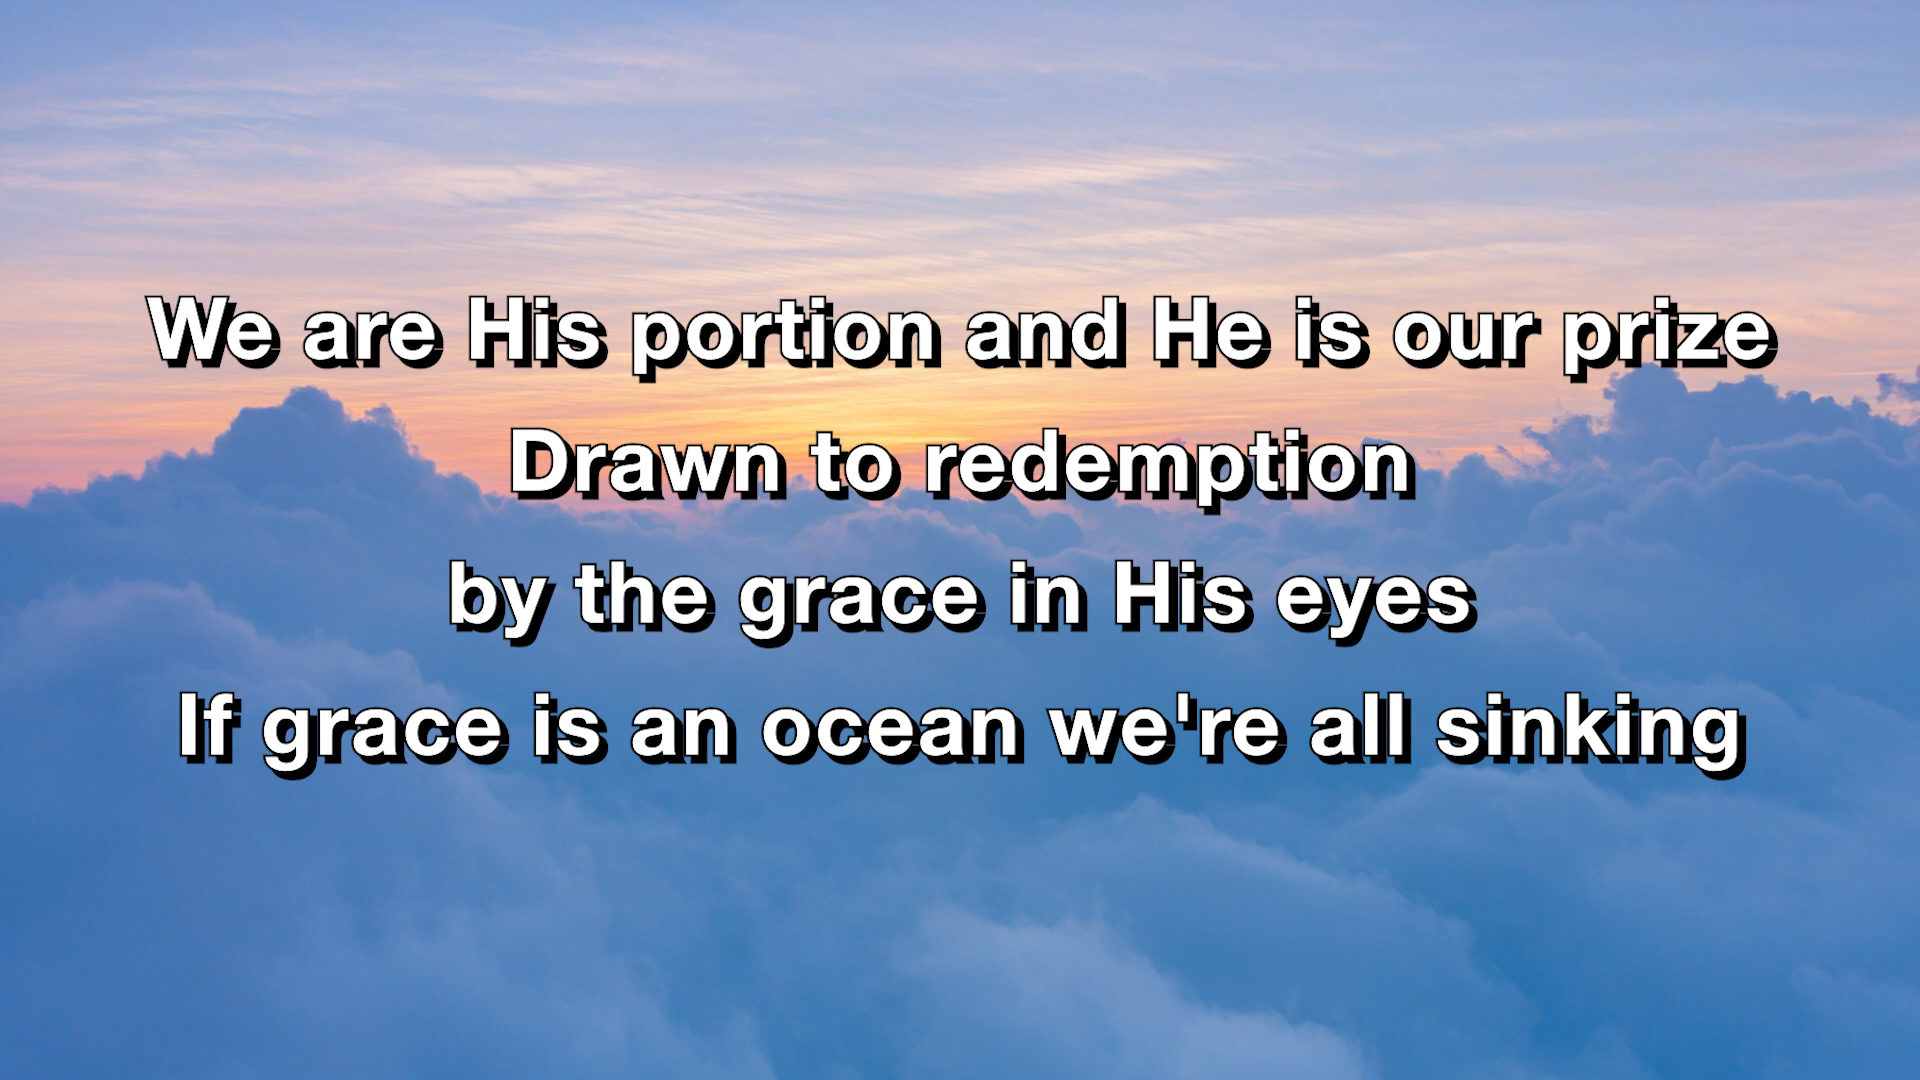 We are His portion and He is our prize
Drawn to redemption
by the grace in His eyes
If grace is an ocean we're all sinking